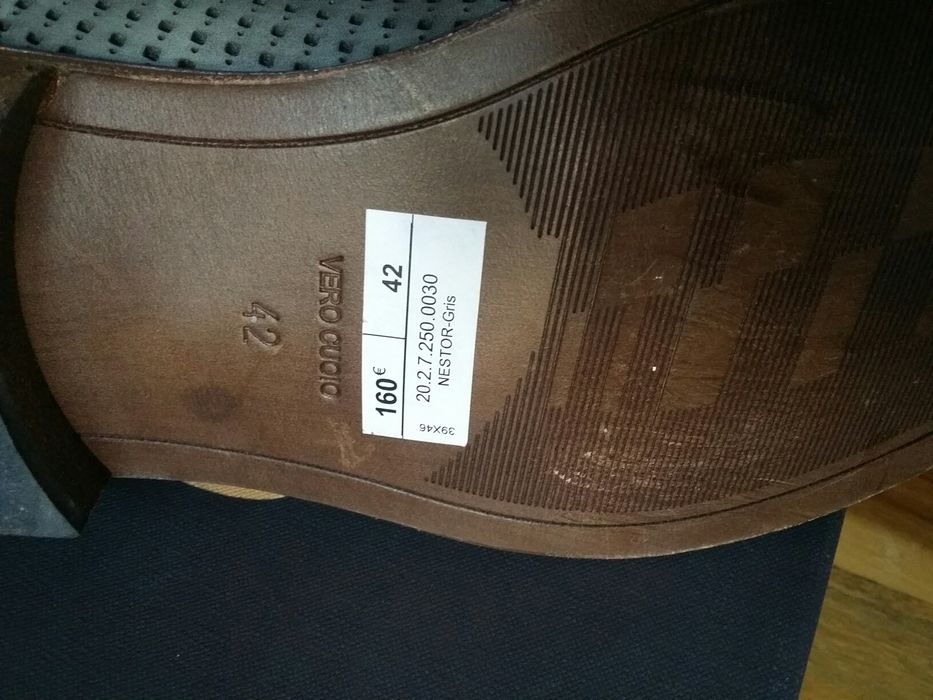 VERO CUOIO
42
160€ 42
20.2.7.250.0030
NESTOR-Gris
39X46